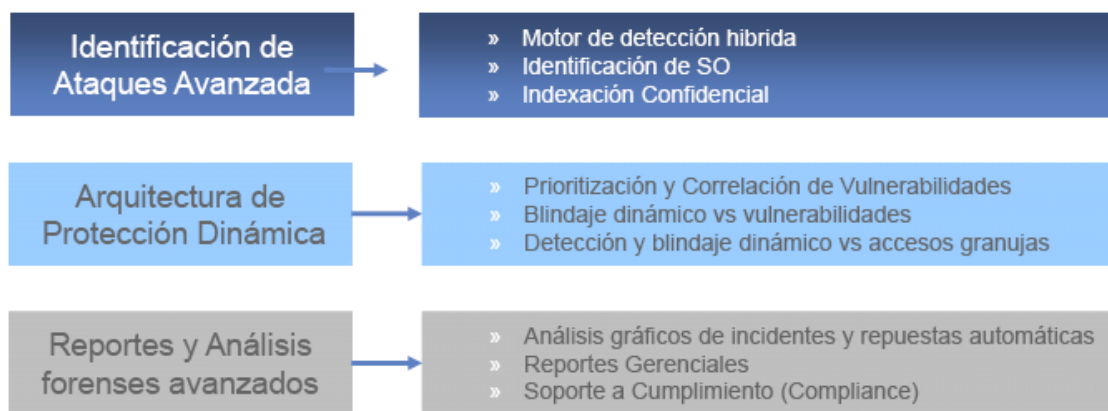 Identificación de
Ataques Avanzada
» Motor de detección hibrida
» Identificación de SO
» Indexación Confidencial
Arquitectura de
Protección Dinámica
» Prioritización y Correlación de Vulnerabilidades
» Blindaje dinámico vs vulnerabilidades
» Detección y blindaje dinámico vs accesos granujas
Reportes y Análisis
forenses avanzados
» Análisis gráficos de incidentes y repuestas automáticas
» Reportes Gerenciales
» Soporte a Cumplimiento (Compliance)